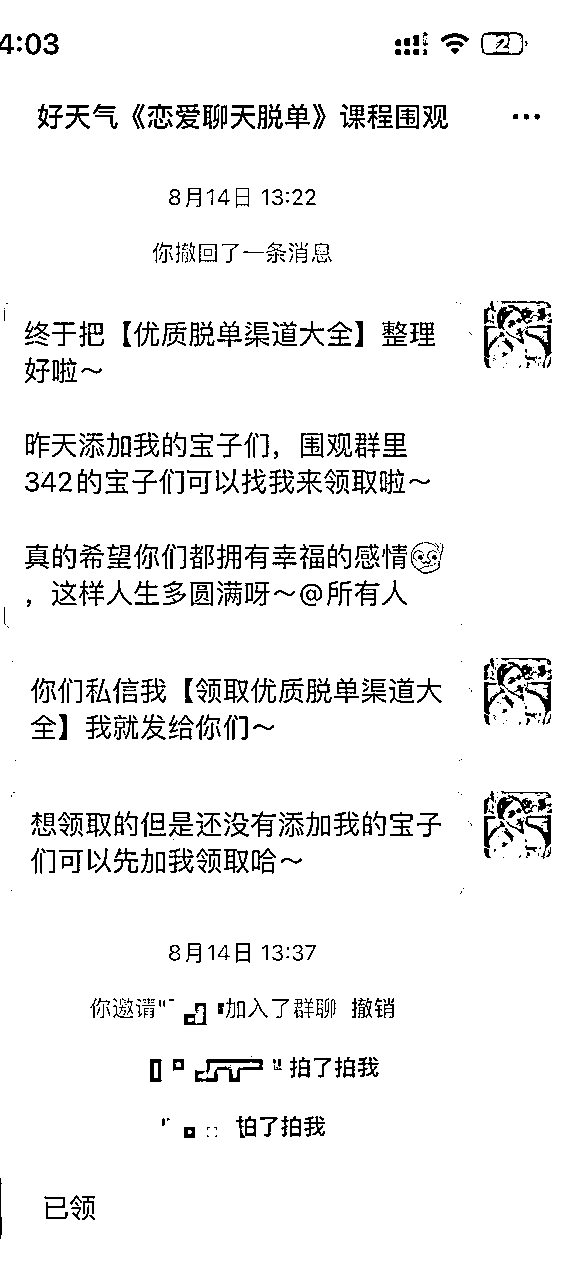 4:03
好天气《恋爱聊天脱单》课程围观
8月14日 13:22
你撤回了一条消息
终于把【优质脱单渠道大全】整理
好啦～
昨天添加我的宝子们，围观群里
342的宝子们可以找我来领取啦～
真的希望你们都拥有幸福的感情
，这样人生多圆满呀～@所有人
你们私信我【领取优质脱单渠道大
全】我就发给你们～
想领取的但是还没有添加我的宝子
们可以先加我领取哈～
8月14日 13:37
你邀请"加入了群聊 撤销
" 拍了拍我
" 拍了拍我
已领